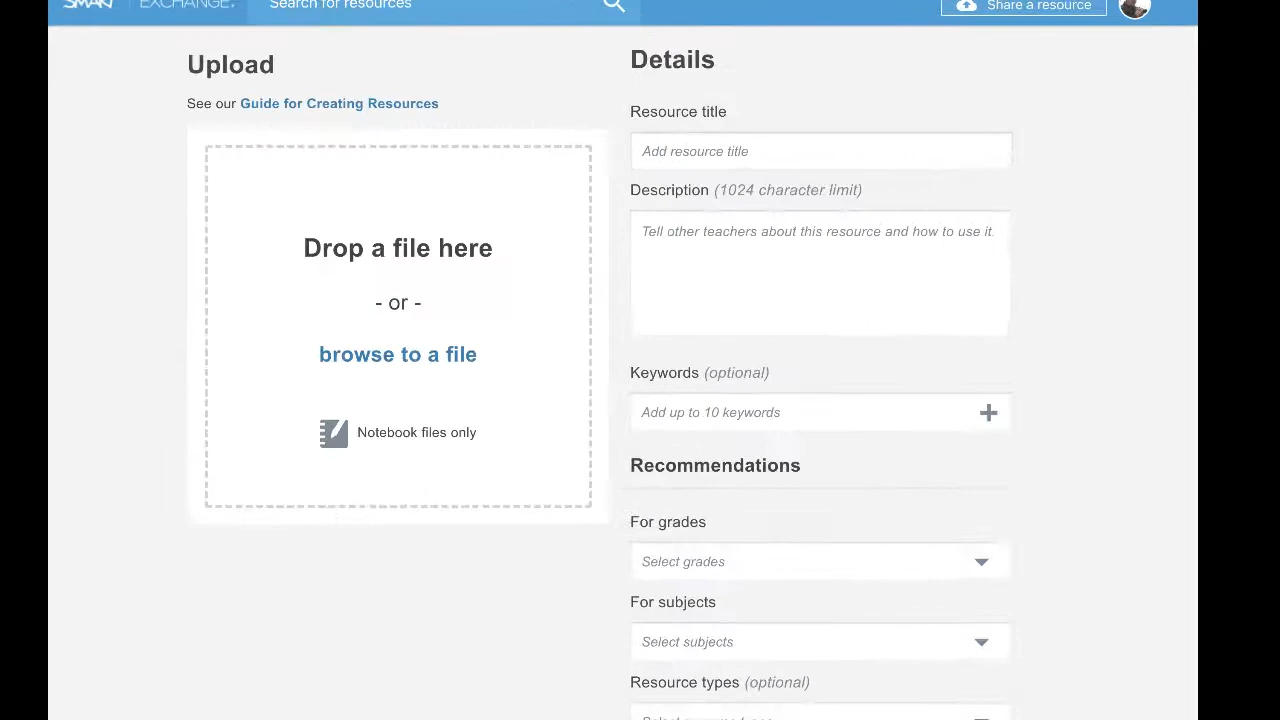 EXCHANGE.
Search for resources
Share a resource
Upload
See our Guide for Creating Resources
Drop a file here
- or -
browse to a file
Notebook files only
Details
Resource title
Add resource title
Description (1024 character limit)
Tell other teachers about this resource and how to use it.
Keywords (optional)
Add up to 10 keywords
Recommendations
For grades
Select grades
For subjects
Select subjects
Resource types (optional)